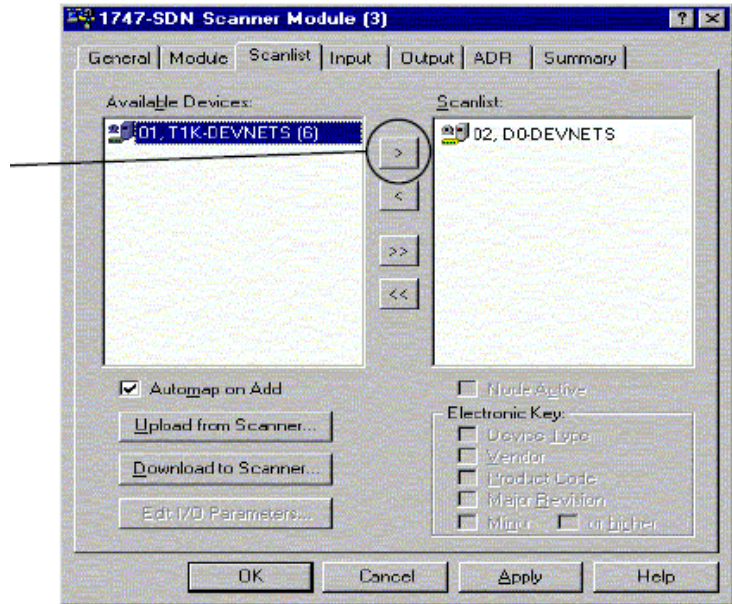 1747-SDN Scanner Module (3)
General Module Scanlist Input Output ADR Summary
Available Devices:
01, T1K-DEVNETS (6)
>
<
>>
<<
Scanlist:
02, D0-DEVNETS
Automap on Add
Upload from Scanner...
Download to Scanner...
Edit I/O Parameters...
Node Active
Electronic Key:
Device Type
Vendor
Product Code
Major Revision
Minor or higher
OK Cancel Apply Help